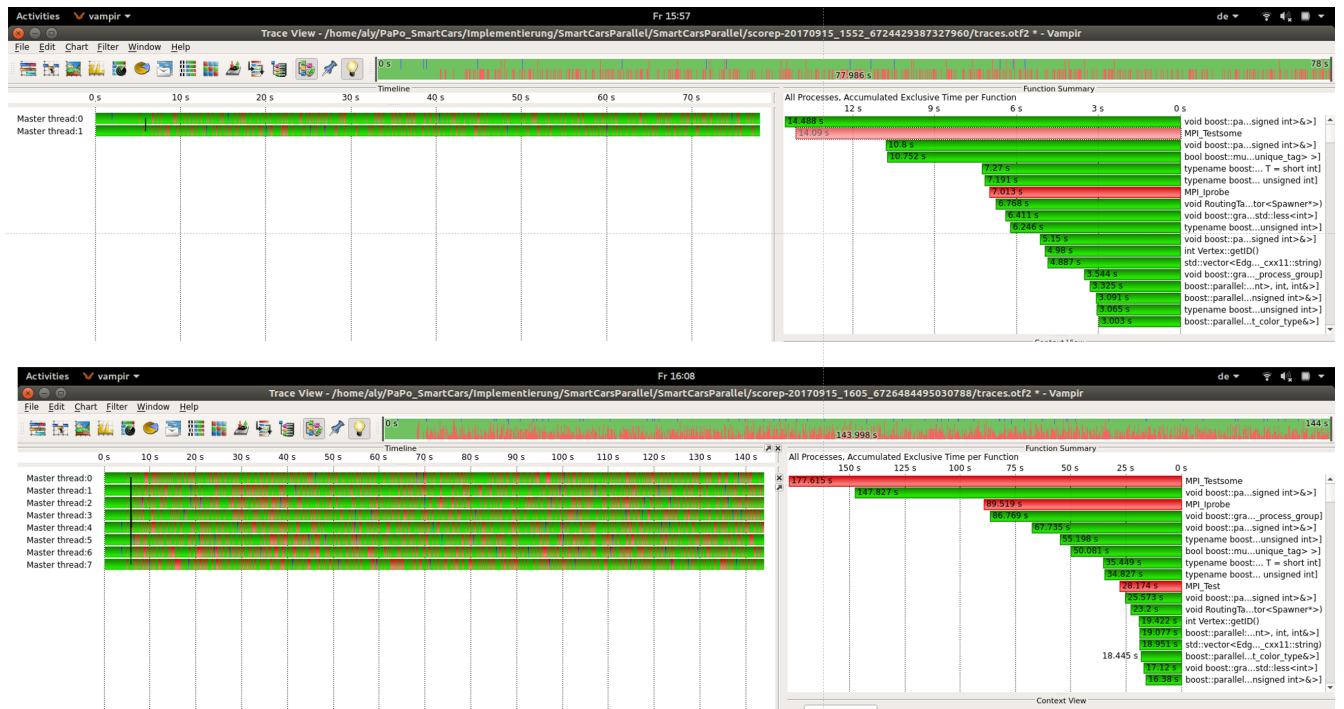 Activities vampir Fr 15:57 de
Trace View - /home/aly/PaPo_SmartCars/Implementierung/SmartCarsParallel/SmartCarsParallel/scorep-20170915_1552_6724429387327960/traces.otf2 * - Vampir
File Edit Chart Filter Window Help
0 s 78 s
77.986 s
Timeline
0 s 10 s 20 s 30 s 40 s 50 s 60 s 70 s
Master thread:0
Master thread:1
Function Summary
All Processes, Accumulated Exclusive Time per Function
12 s 9 s 6 s 3 s 0 s
14.488 s void boost::pa...signed int>&>]
14.09 s MPI_Testsome
10.8 s void boost::pa...signed int>&>]
10.752 s bool boost::mu...unique_tag> >]
7.27 s typename boost:... T = short int]
7.191 s typename boost... unsigned int]
7.013 s MPI_Iprobe
6.768 s void RoutingTa...tor<Spawner*>)
6.411 s void boost::gra...std::less<int>]
6.246 s typename boost...unsigned int>]
5.15 s void boost::pa...signed int>&>]
4.98 s int Vertex::getID()
4.887 s std::vector<Edg..._cxx11::string)
3.544 s void boost::gra..._process_group]
3.325 s boost::parallel:...nt>, int, int&>]
3.091 s boost::parallel...nsigned int>&>]
3.065 s typename boost...unsigned int>]
3.003 s boost::parallel...t_color_type&>]
Activities vampir Fr 16:08 de
Trace View - /home/aly/PaPo_SmartCars/Implementierung/SmartCarsParallel/SmartCarsParallel/scorep-20170915_1605_6726484495030788/traces.otf2 * - Vampir
File Edit Chart Filter Window Help
0 s 144 s
143.998 s
Timeline
0 s 10 s 20 s 30 s 40 s 50 s 60 s 70 s 80 s 90 s 100 s 110 s 120 s 130 s 140 s
Master thread:0
Master thread:1
Master thread:2
Master thread:3
Master thread:4
Master thread:5
Master thread:6
Master thread:7
Function Summary
All Processes, Accumulated Exclusive Time per Function
150 s 125 s 100 s 75 s 50 s 25 s 0 s
177.615 s MPI_Testsome
147.827 s void boost::pa...signed int>&>]
89.519 s MPI_Iprobe
86.769 s void boost::gra..._process_group]
67.735 s void boost::pa...signed int>&>]
55.198 s typename boost...unsigned int>]
50.081 s bool boost::mu...unique_tag> >]
35.449 s typename boost:... T = short int]
34.827 s typename boost... unsigned int]
28.174 s MPI_Test
25.573 s void boost::pa...signed int>&>]
23.2 s void RoutingTa...tor<Spawner*>)
19.422 s int Vertex::getID()
19.077 s boost::parallel:...nt>, int, int&>]
18.951 s std::vector<Edg..._cxx11::string)
18.445 s boost::parallel...t_color_type&>]
17.12 s void boost::gra...std::less<int>]
16.38 s boost::parallel...nsigned int>&>]
Context View